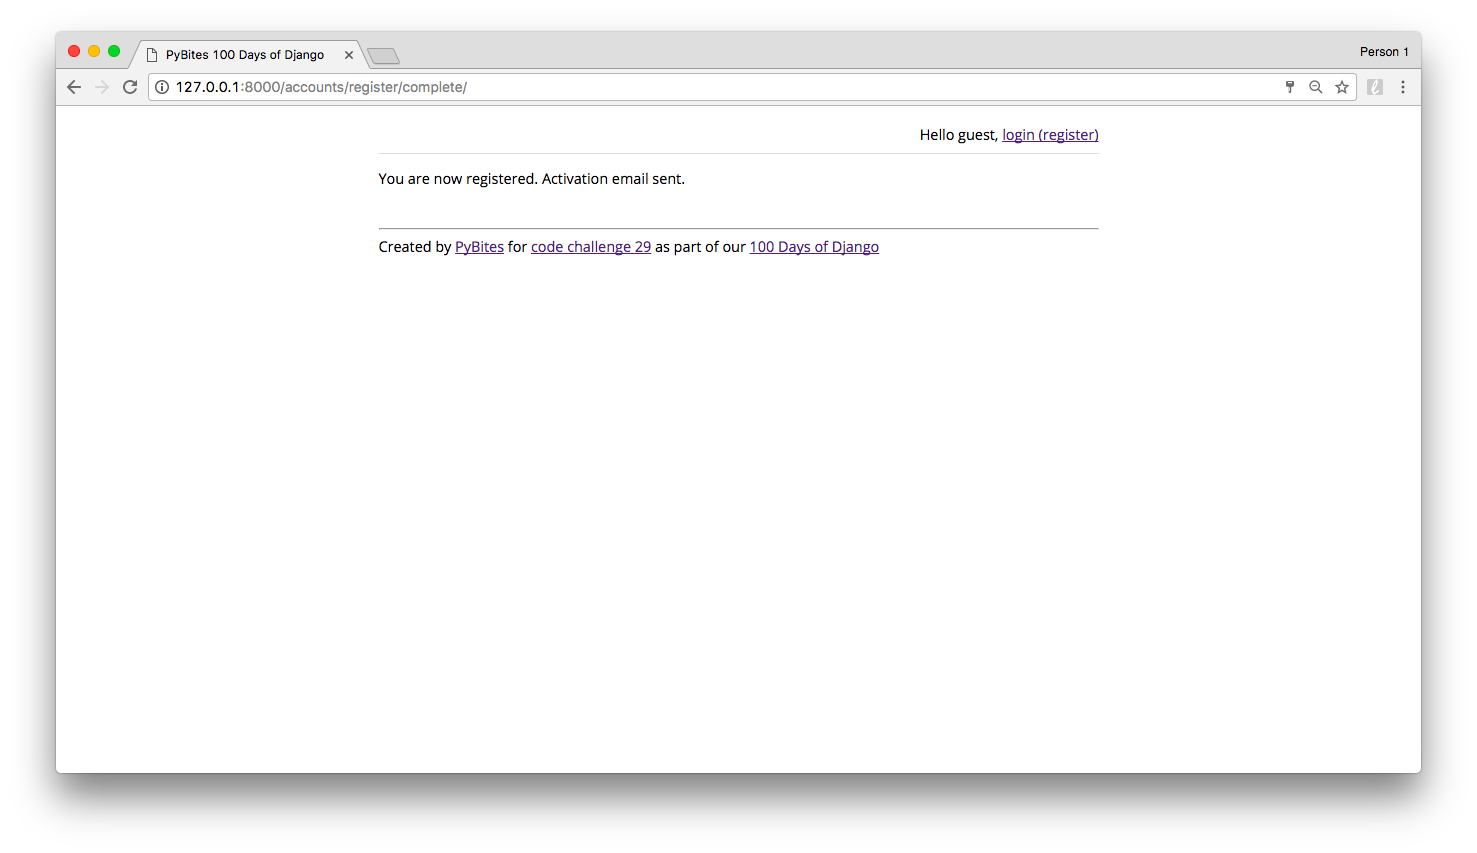 PyBites 100 Days of Django
Person 1
127.0.0.1:8000/accounts/register/complete/
Hello guest, login (register)
You are now registered. Activation email sent.
Created by PyBites for code challenge 29 as part of our 100 Days of Django